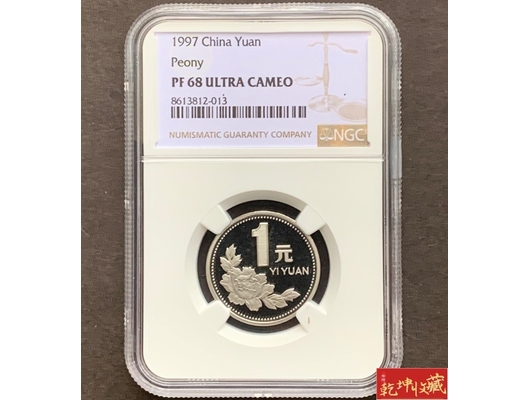 1997 China Yuan
Peony
PF 68 ULTRA CAMEO
8613812-013
NUMISMATIC GUARANTY COMPANY
NGC
1元
YI YUAN
乾坤收藏